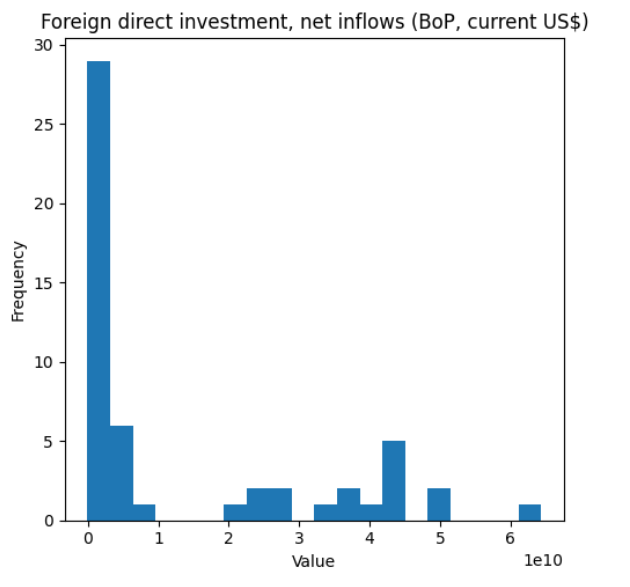 Foreign direct investment, net inflows (BoP, current US$)
30
25
20
15
10
5
0
Frequency
0 1 2 3 4 5 6
1e10
Value